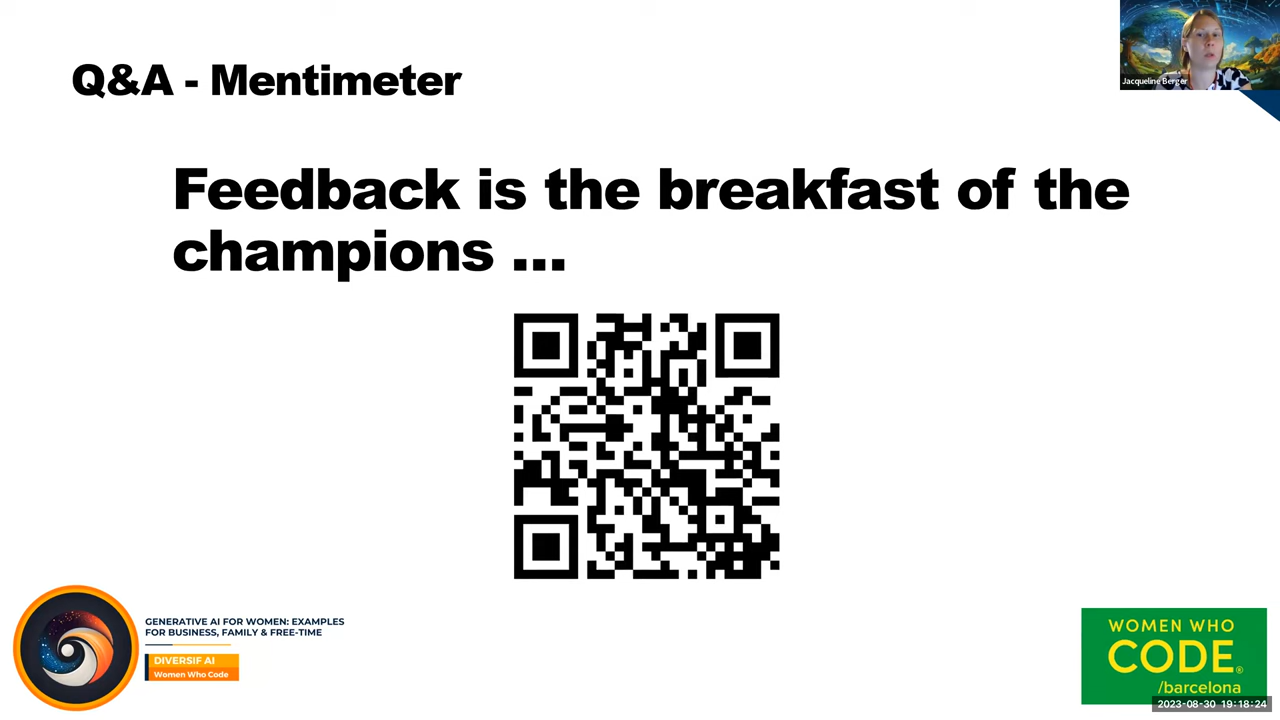 Q&A - Mentimeter
Jacqueline Berger
Feedback is the breakfast of the
champions ...
GENERATIVE AI FOR WOMEN: EXAMPLES
FOR BUSINESS, FAMILY & FREE-TIME
DIVERSIF AI
Women Who Code
WOMEN WHO
CODE®
/barcelona
2023-08-30 19:18:24